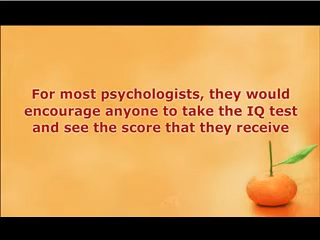 For most psychologists, they would
encourage anyone to take the IQ test
and see the score that they receive